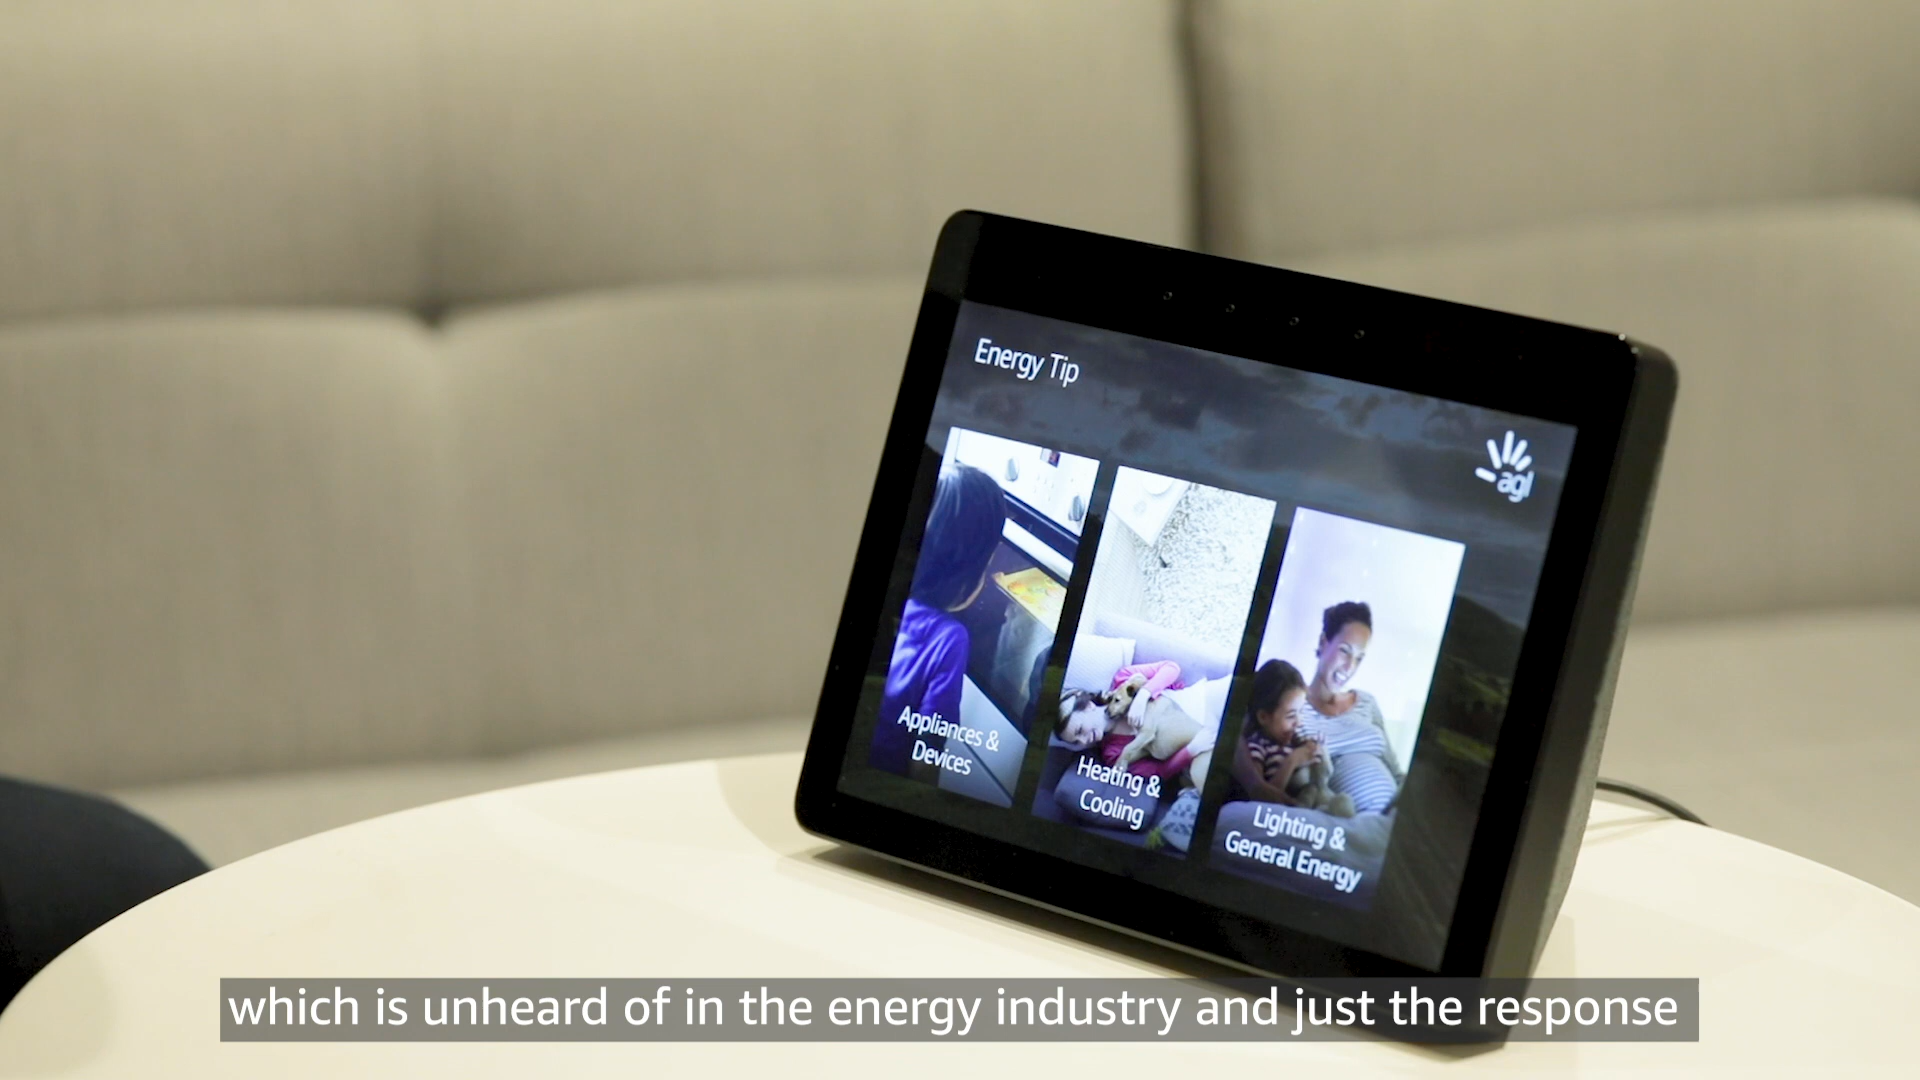 Energy Tip
agl
Appliances &
Devices
Heating &
Cooling
Lighting &
General Energy
which is unheard of in the energy industry and just the response